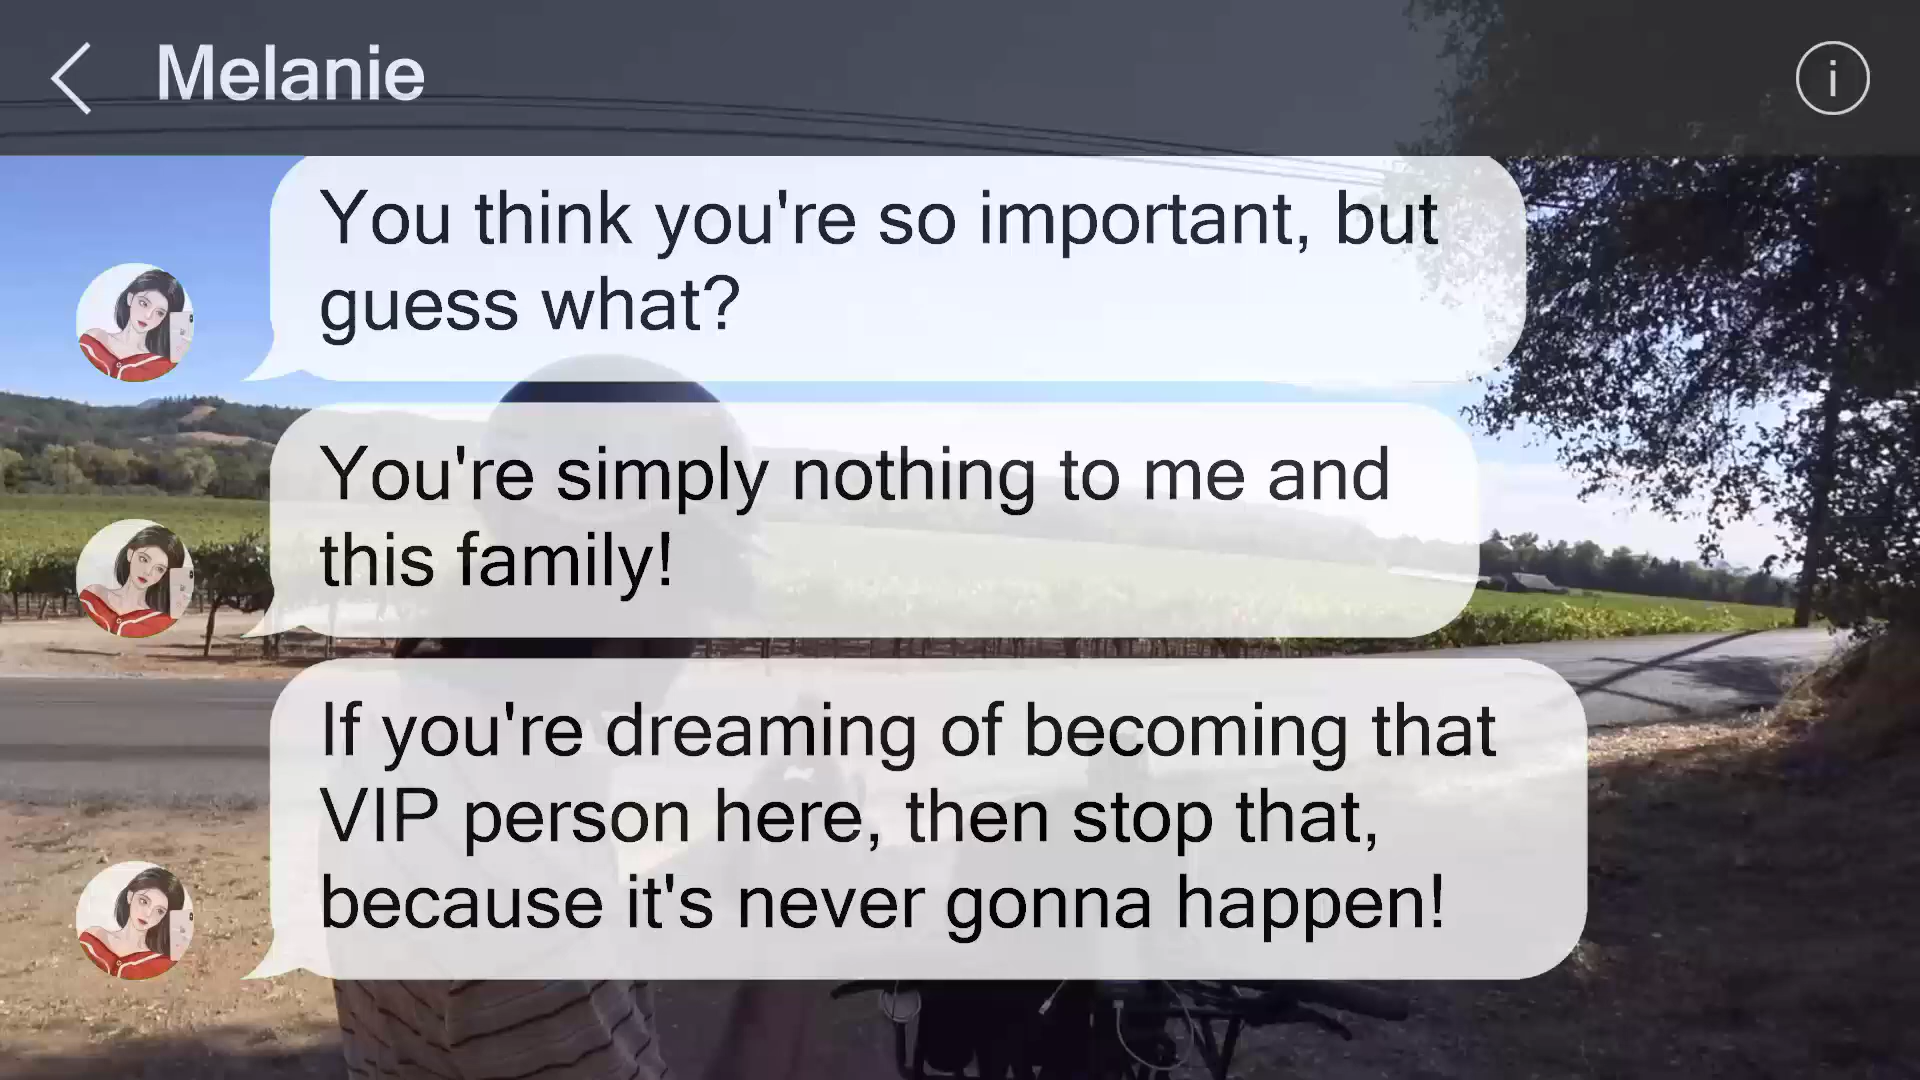 Melanie
You think you're so important, but
guess what?
You're simply nothing to me and
this family!
If you're dreaming of becoming that
VIP person here, then stop that,
because it's never gonna happen!